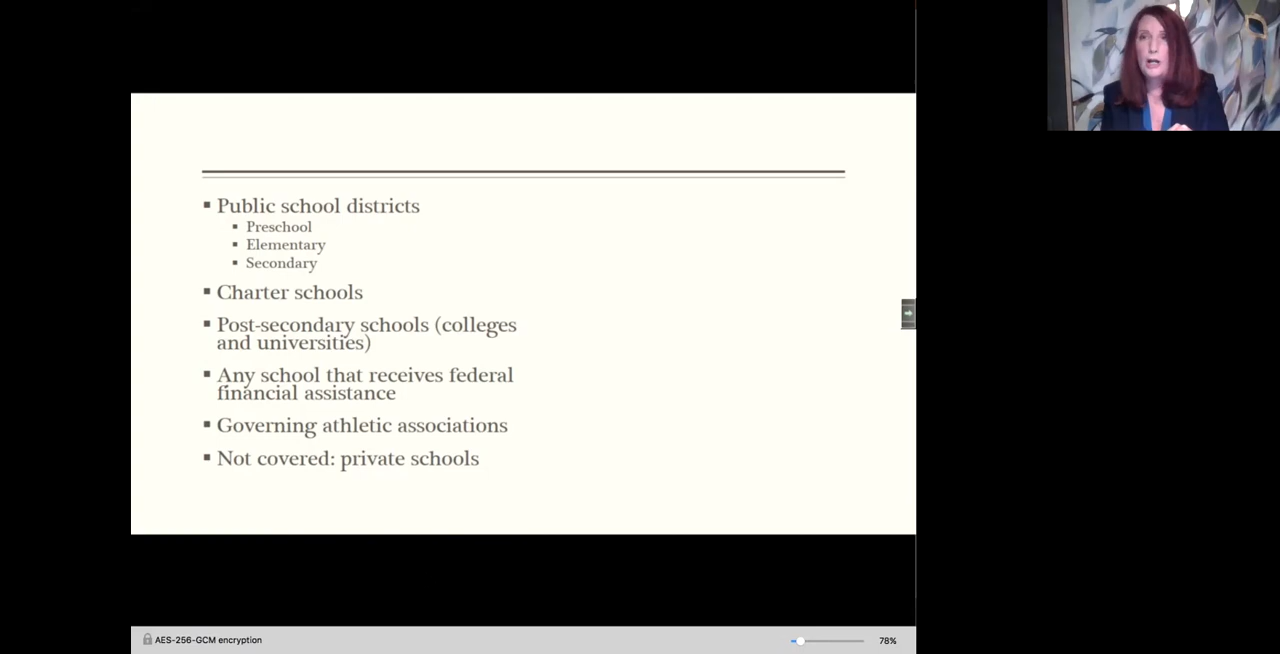 Public school districts
Preschool
Elementary
Secondary
Charter schools
Post-secondary schools (colleges
and universities)
Any school that receives federal
financial assistance
Governing athletic associations
Not covered: private schools
AES-256-GCM encryption
78%